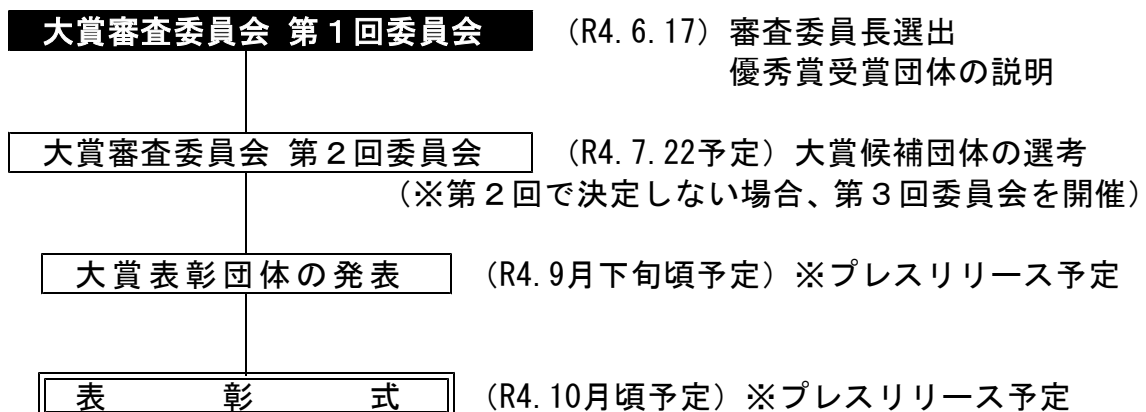 大賞審査委員会 第1回委員会 (R4.6.17) 審査委員長選出
優秀賞受賞団体の説明
大賞審査委員会 第２回委員会 (R4.7.22予定) 大賞候補団体の選考
(※第２回で決定しない場合、第３回委員会を開催)
大賞表彰団体の発表 (R4.9月下旬頃予定) ※プレスリリース予定
表 彰 式 (R4.10月頃予定) ※プレスリリース予定